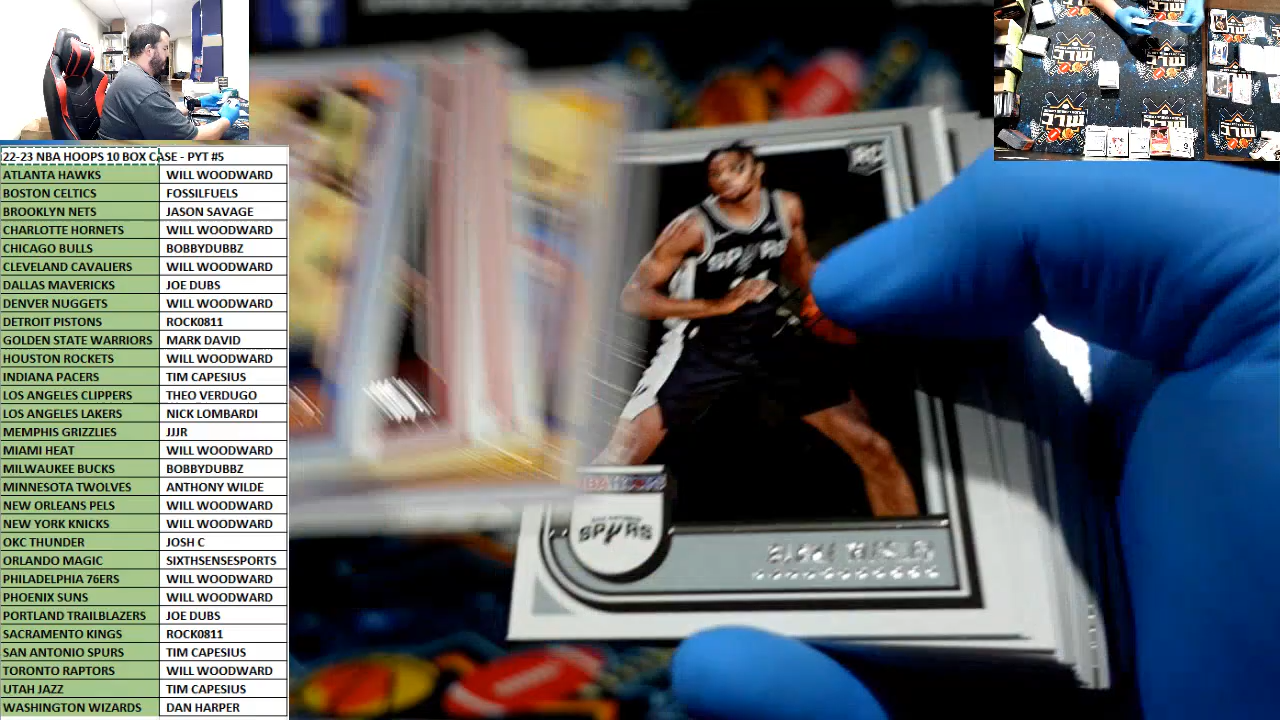 22-23 NBA HOOPS 10 BOX CASE - PYT #5
ATLANTA HAWKS WILL WOODWARD
BOSTON CELTICS FOSSILFUELS
BROOKLYN NETS JASON SAVAGE
CHARLOTTE HORNETS WILL WOODWARD
CHICAGO BULLS BOBBYDUBBZ
CLEVELAND CAVALIERS WILL WOODWARD
DALLAS MAVERICKS JOE DUBS
DENVER NUGGETS WILL WOODWARD
DETROIT PISTONS ROCK0811
GOLDEN STATE WARRIORS MARK DAVID
HOUSTON ROCKETS WILL WOODWARD
INDIANA PACERS TIM CAPESIUS
LOS ANGELES CLIPPERS THEO VERDUGO
LOS ANGELES LAKERS NICK LOMBARDI
MEMPHIS GRIZZLIES JJJR
MIAMI HEAT WILL WOODWARD
MILWAUKEE BUCKS BOBBYDUBBZ
MINNESOTA TWOLVES ANTHONY WILDE
NEW ORLEANS PELS WILL WOODWARD
NEW YORK KNICKS WILL WOODWARD
OKC THUNDER JOSH C
ORLANDO MAGIC SIXTHSENSESPORTS
PHILADELPHIA 76ERS WILL WOODWARD
PHOENIX SUNS WILL WOODWARD
PORTLAND TRAILBLAZERS JOE DUBS
SACRAMENTO KINGS ROCK0811
SAN ANTONIO SPURS TIM CAPESIUS
TORONTO RAPTORS WILL WOODWARD
UTAH JAZZ TIM CAPESIUS
WASHINGTON WIZARDS DAN HARPER
RC
SPURS
NBA HOOPS
SPURS